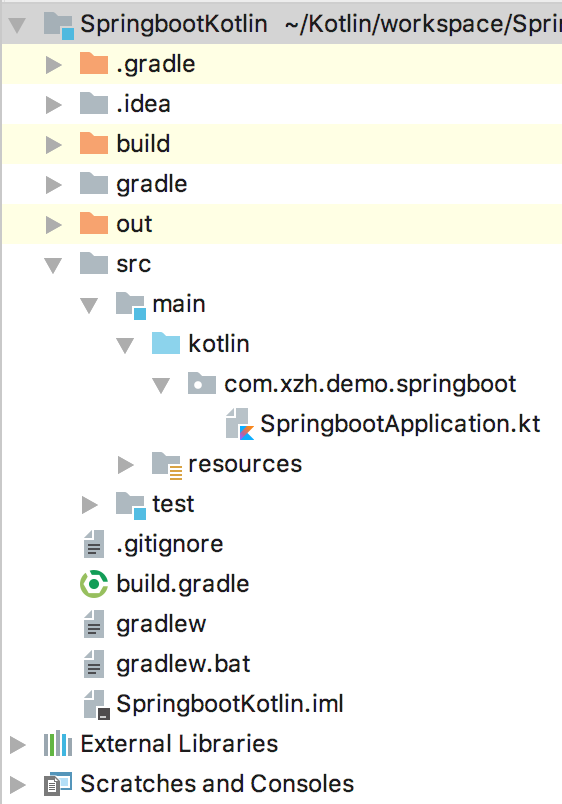 SpringbootKotlin ~/Kotlin/workspace/Spri
.gradle
.idea
build
gradle
out
src
main
kotlin
com.xzh.demo.springboot
SpringbootApplication.kt
resources
test
.gitignore
build.gradle
gradlew
gradlew.bat
SpringbootKotlin.iml
External Libraries
Scratches and Consoles